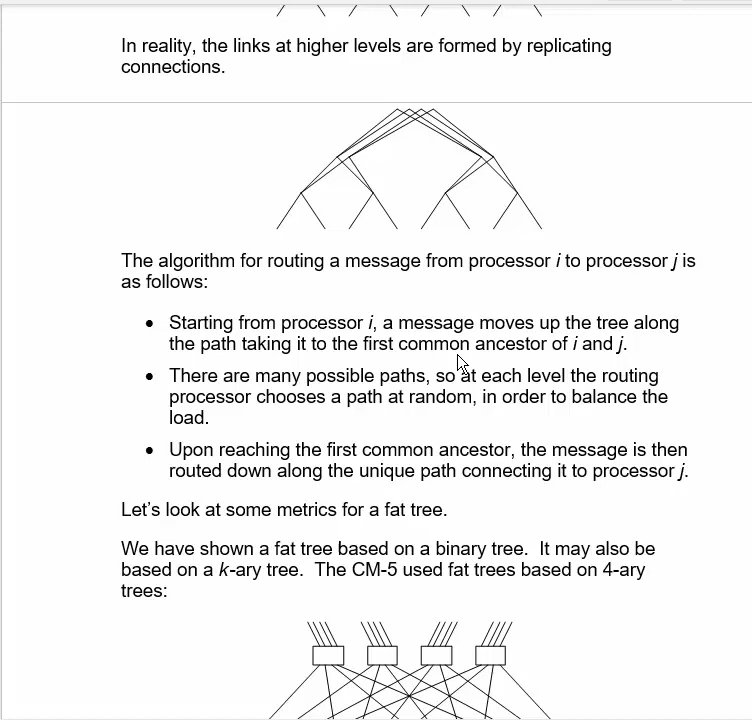 In reality, the links at higher levels are formed by replicating
connections.
The algorithm for routing a message from processor i to processor j is
as follows:
• Starting from processor i, a message moves up the tree along
the path taking it to the first common ancestor of i and j.
• There are many possible paths, so at each level the routing
processor chooses a path at random, in order to balance the
load.
• Upon reaching the first common ancestor, the message is then
routed down along the unique path connecting it to processor j.
Let’s look at some metrics for a fat tree.
We have shown a fat tree based on a binary tree.  It may also be
based on a k-ary tree.  The CM-5 used fat trees based on 4-ary
trees: